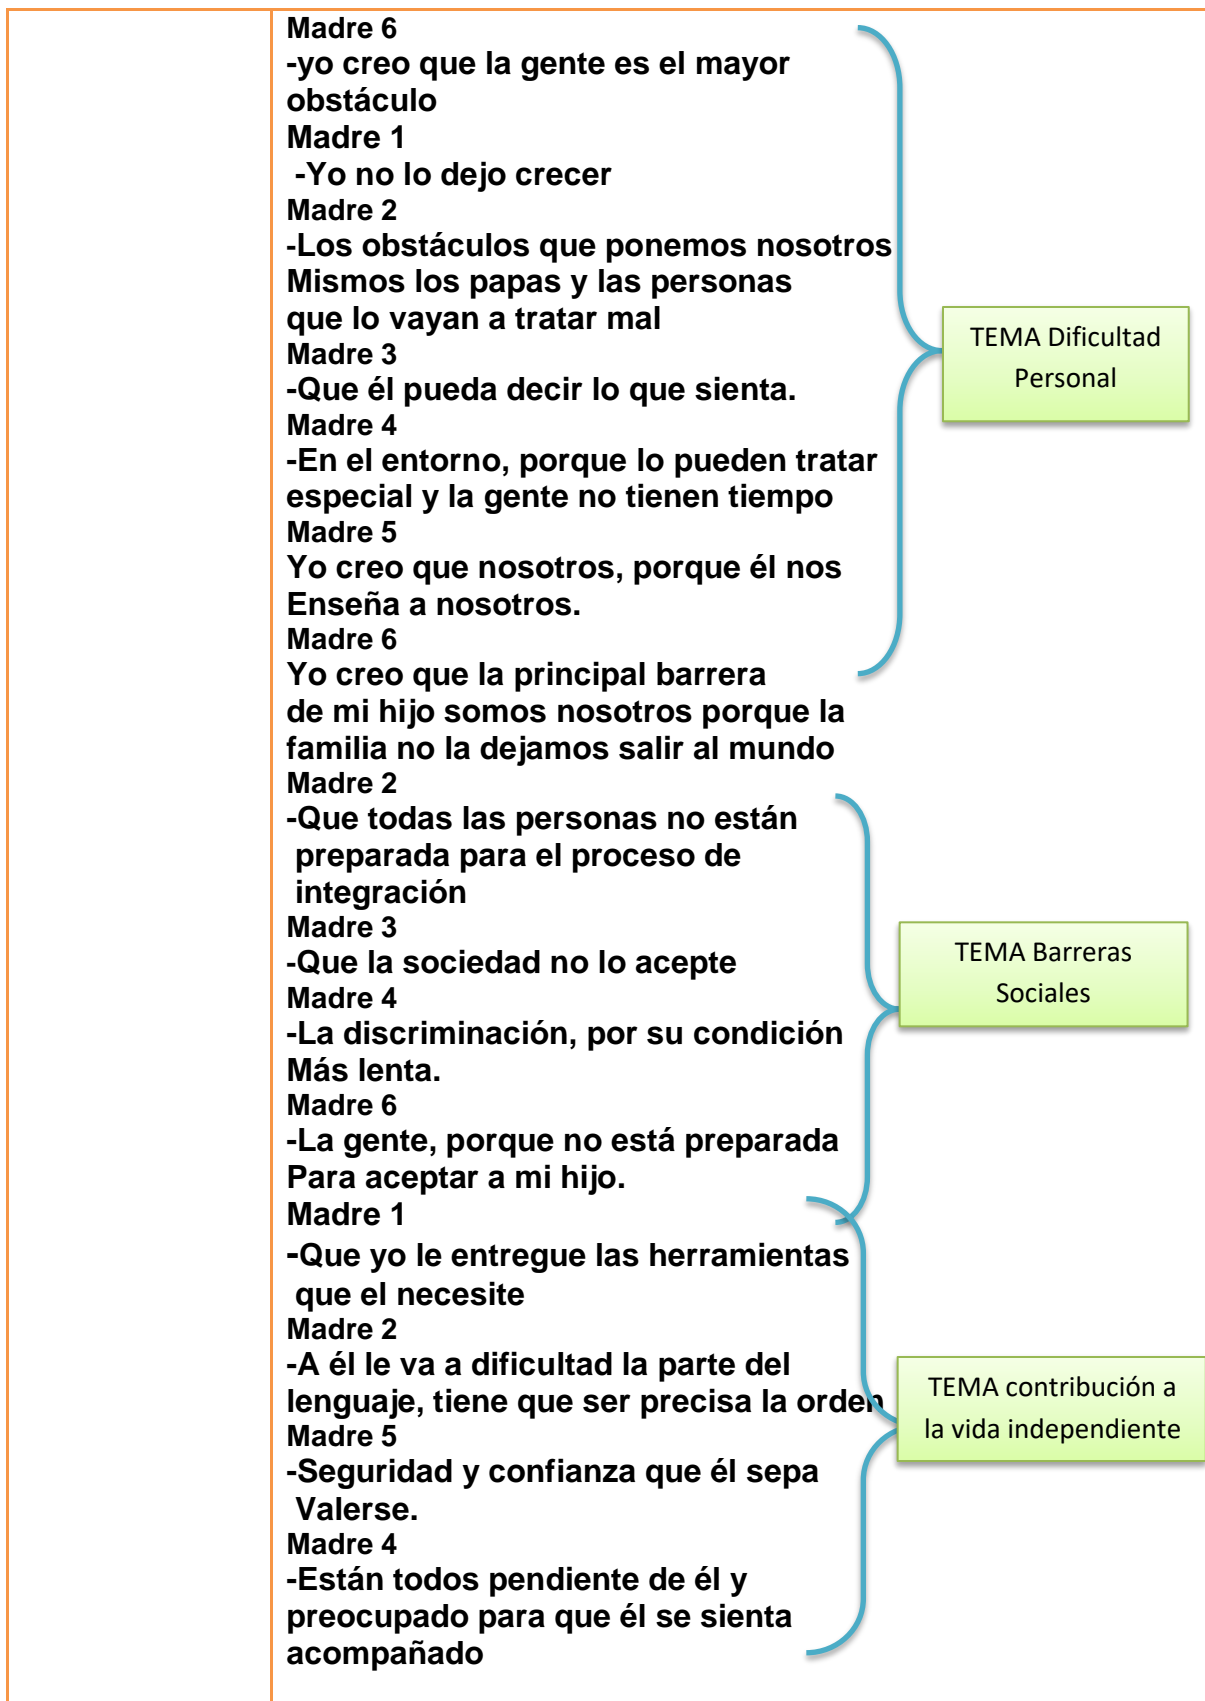 Madre 6
-yo creo que la gente es el mayor
obstáculo
Madre 1
-Yo no lo dejo crecer
Madre 2
-Los obstáculos que ponemos nosotros
Mismos los papas y las personas
que lo vayan a tratar mal
Madre 3
-Que él pueda decir lo que sienta.
Madre 4
-En el entorno, porque lo pueden tratar
especial y la gente no tienen tiempo
Madre 5
Yo creo que nosotros, porque él nos
Enseña a nosotros.
Madre 6
Yo creo que la principal barrera
de mi hijo somos nosotros porque la
familia no la dejamos salir al mundo
TEMA Dificultad
Personal
Madre 2
-Que todas las personas no están
preparada para el proceso de
integración
Madre 3
-Que la sociedad no lo acepte
Madre 4
-La discriminación, por su condición
Más lenta.
Madre 6
-La gente, porque no está preparada
Para aceptar a mi hijo.
TEMA Barreras
Sociales
Madre 1
-Que yo le entregue las herramientas
que el necesite
Madre 2
-A él le va a dificultad la parte del
lenguaje, tiene que ser precisa la orden
Madre 5
-Seguridad y confianza que él sepa
Valerse.
Madre 4
-Están todos pendiente de él y
preocupado para que él se sienta
acompañado
TEMA contribución a
la vida independiente